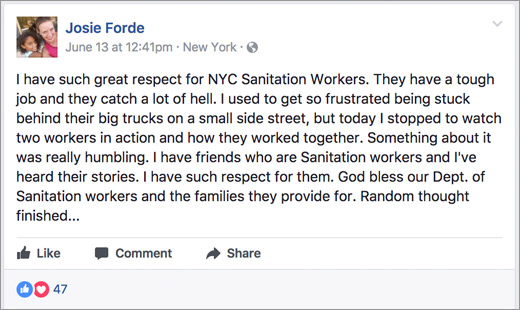 Josie Forde
June 13 at 12:41pm · New York ·
I have such great respect for NYC Sanitation Workers. They have a tough
job and they catch a lot of hell. I used to get so frustrated being stuck
behind their big trucks on a small side street, but today I stopped to watch
two workers in action and how they worked together. Something about it
was really humbling. I have friends who are Sanitation workers and I've
heard their stories. I have such respect for them. God bless our Dept. of
Sanitation workers and the families they provide for. Random thought
finished...
Like Comment Share
47